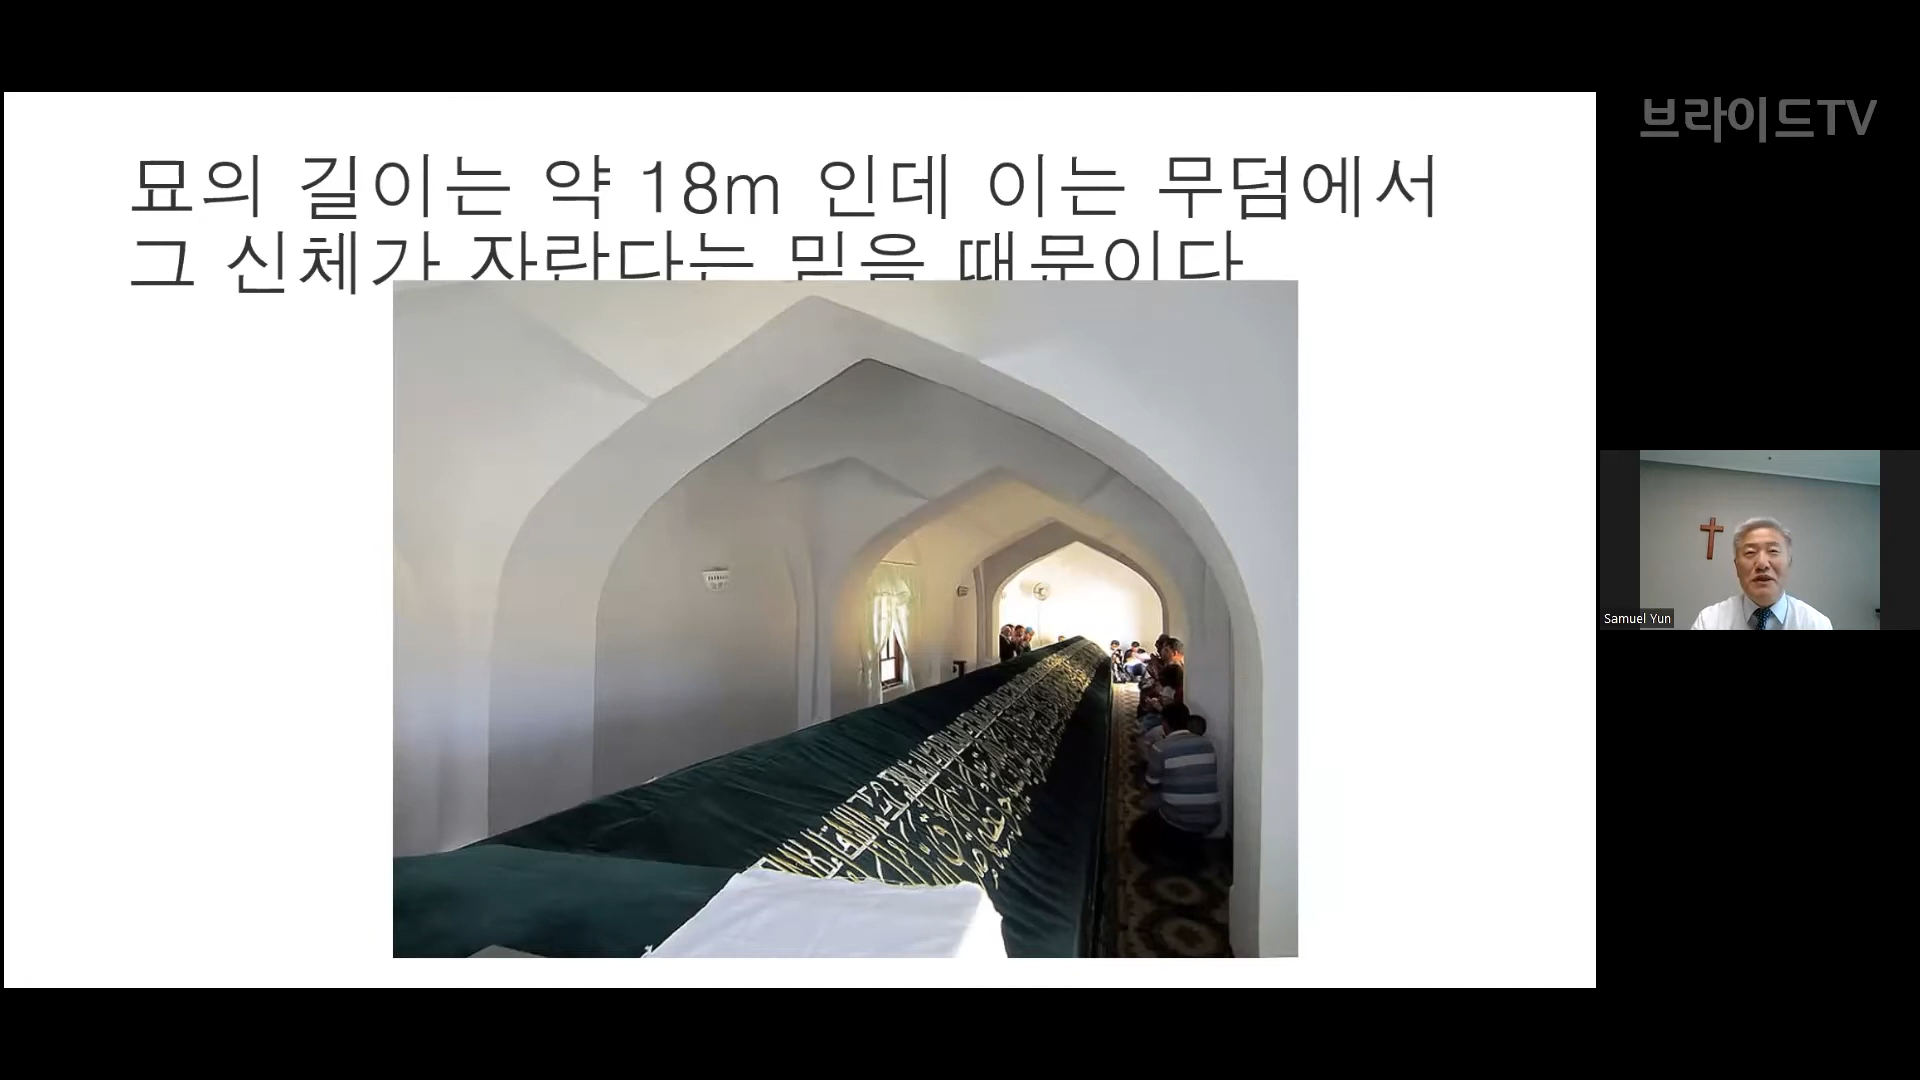 묘의 길이는 약 18m 인데 이는 무덤에서
그 신체가 자란다는 믿음 때문이다
브라이드TV
Samuel Yun